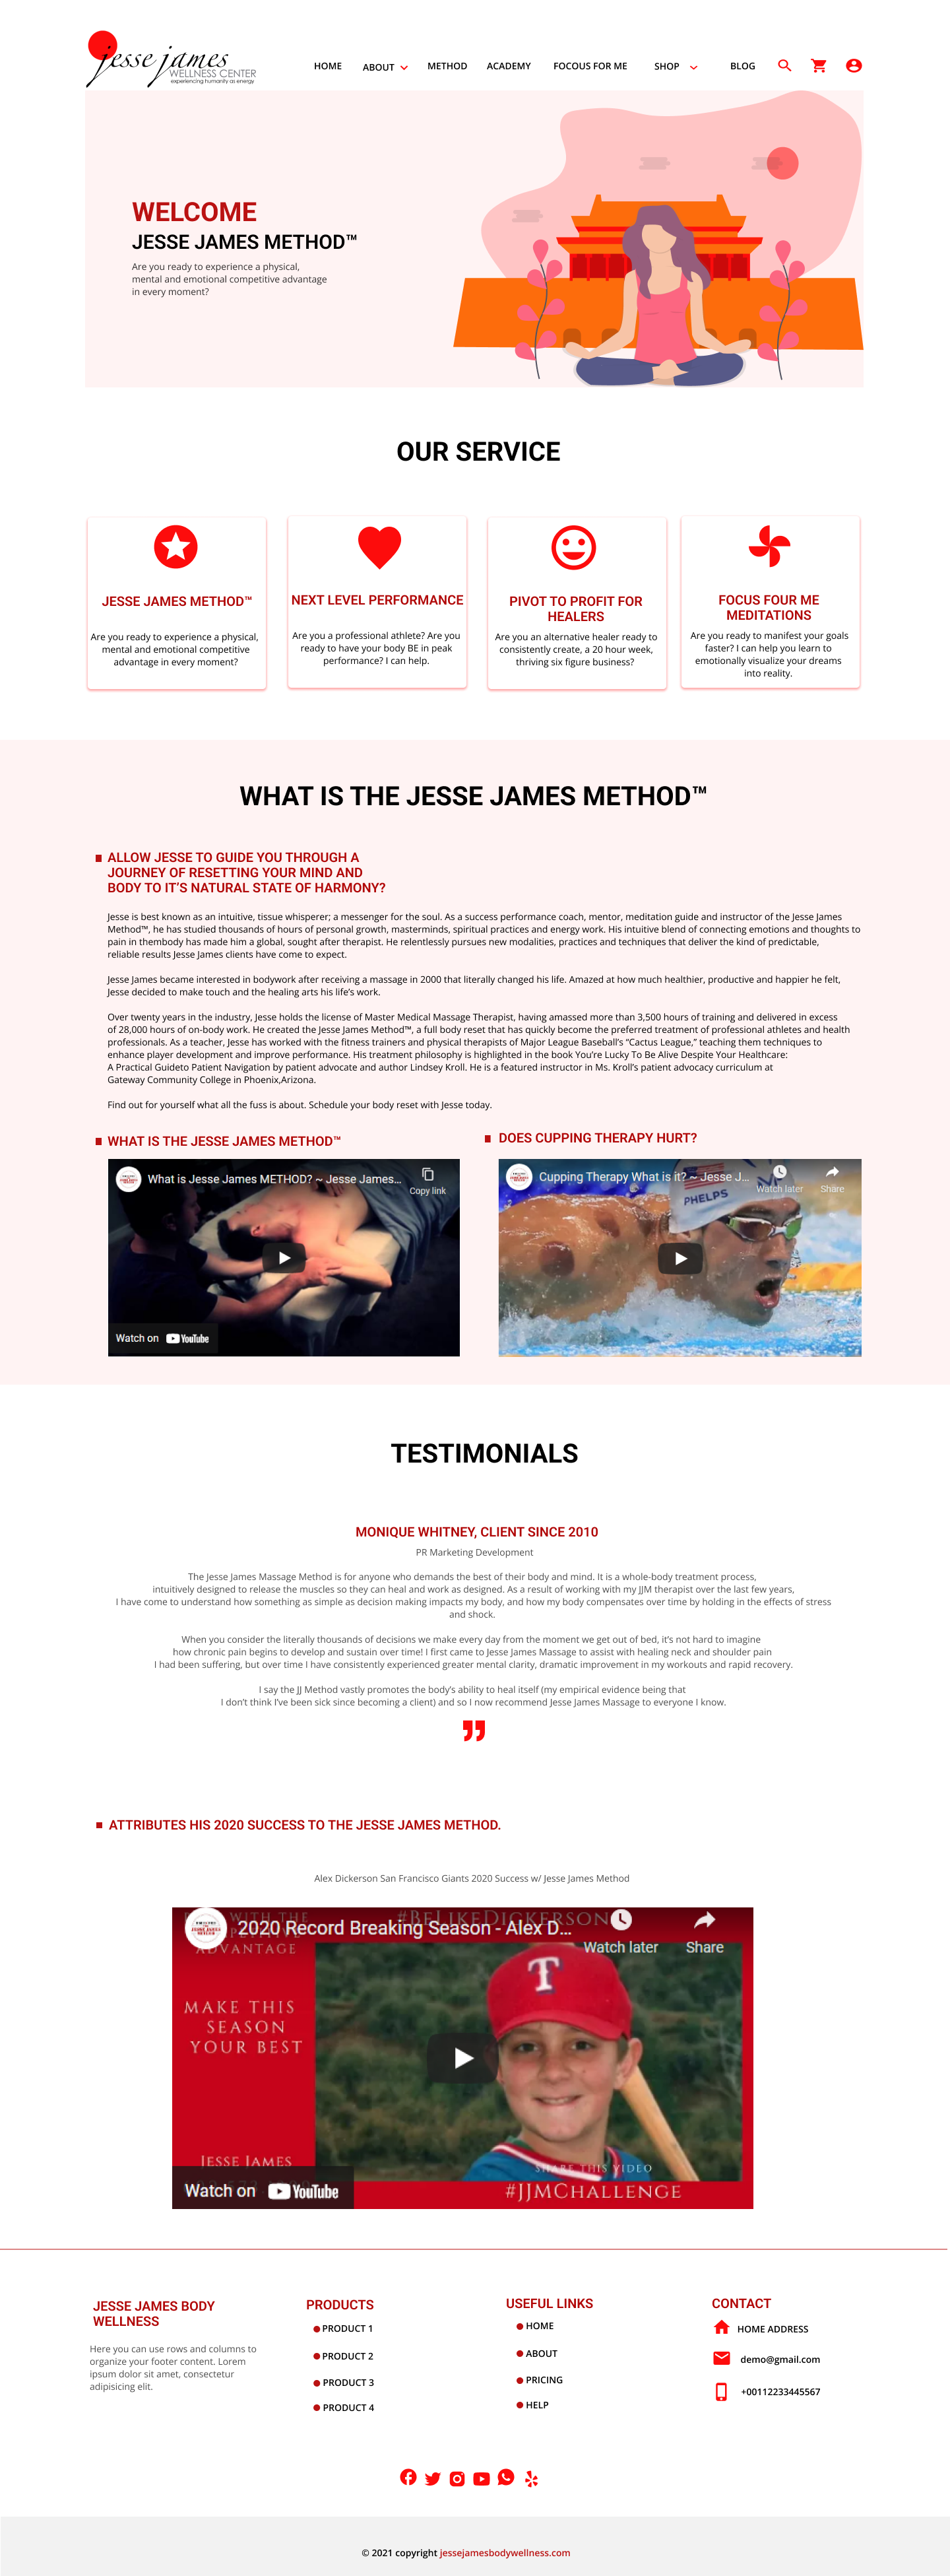 jesse james
WELLNESS CENTER
experiencing humanity as energy
HOME ABOUT METHOD ACADEMY FOCOUS FOR ME SHOP BLOG
WELCOME
JESSE JAMES METHOD™
Are you ready to experience a physical,
mental and emotional competitive advantage
in every moment?
OUR SERVICE
JESSE JAMES METHOD™
Are you ready to experience a physical,
mental and emotional competitive
advantage in every moment?
NEXT LEVEL PERFORMANCE
Are you a professional athlete? Are you
ready to have your body BE in peak
performance? I can help.
PIVOT TO PROFIT FOR
HEALERS
Are you an alternative healer ready to
consistently create, a 20 hour week,
thriving six figure business?
FOCUS FOUR ME
MEDITATIONS
Are you ready to manifest your goals
faster? I can help you learn to
emotionally visualize your dreams
into reality.
WHAT IS THE JESSE JAMES METHOD™
ALLOW JESSE TO GUIDE YOU THROUGH A
JOURNEY OF RESETTING YOUR MIND AND
BODY TO IT'S NATURAL STATE OF HARMONY?
Jesse is best known as an intuitive, tissue whisperer; a messenger for the soul. As a success performance coach, mentor, meditation guide and instructor of the Jesse James
Method™, he has studied thousands of hours of personal growth, masterminds, spiritual practices and energy work. His intuitive blend of connecting emotions and thoughts to
pain in thembody has made him a global, sought after therapist. He relentlessly pursues new modalities, practices and techniques that deliver the kind of predictable,
reliable results Jesse James clients have come to expect.
Jesse James became interested in bodywork after receiving a massage in 2000 that literally changed his life. Amazed at how much healthier, productive and happier he felt,
Jesse decided to make touch and the healing arts his life's work.
Over twenty years in the industry, Jesse holds the license of Master Medical Massage Therapist, having amassed more than 3,500 hours of training and delivered in excess
of 28,000 hours of on-body work. He created the Jesse James Method™, a full body reset that has quickly become the preferred treatment of professional athletes and health
professionals. As a teacher, Jesse has worked with the fitness trainers and physical therapists of Major League Baseball's "Cactus League," teaching them techniques to
enhance player development and improve performance. His treatment philosophy is highlighted in the book You're Lucky To Be Alive Despite Your Healthcare:
A Practical Guideto Patient Navigation by patient advocate and author Lindsey Kroll. He is a featured instructor in Ms. Kroll's patient advocacy curriculum at
Gateway Community College in Phoenix,Arizona.
Find out for yourself what all the fuss is about. Schedule your body reset with Jesse today.
WHAT IS THE JESSE JAMES METHOD™
What is Jesse James METHOD? ~ Jesse James...
Copy link
Watch on YouTube
DOES CUPPING THERAPY HURT?
Cupping Therapy What is it? ~ Jesse J...
Watch later Share
PHELPS
TESTIMONIALS
MONIQUE WHITNEY, CLIENT SINCE 2010
PR Marketing Development
The Jesse James Massage Method is for anyone who demands the best of their body and mind. It is a whole-body treatment process,
intuitively designed to release the muscles so they can heal and work as designed. As a result of working with my JJM therapist over the last few years,
I have come to understand how something as simple as decision making impacts my body, and how my body compensates over time by holding in the effects of stress
and shock.
When you consider the literally thousands of decisions we make every day from the moment we get out of bed, it's not hard to imagine
how chronic pain begins to develop and sustain over time! I first came to Jesse James Massage to assist with healing neck and shoulder pain
I had been suffering, but over time I have consistently experienced greater mental clarity, dramatic improvement in my workouts and rapid recovery.
I say the JJ Method vastly promotes the body's ability to heal itself (my empirical evidence being that
I don't think I've been sick since becoming a client) and so I now recommend Jesse James Massage to everyone I know.
ATTRIBUTES HIS 2020 SUCCESS TO THE JESSE JAMES METHOD.
Alex Dickerson San Francisco Giants 2020 Success w/ Jesse James Method
#BELIKEDICKERSON
2020 Record Breaking Season - Alex D...
Watch later Share
ADVANTAGE
T
MAKE THIS
SEASON
YOUR BEST
JESSE JAMES
SHARE THIS VIDEO
Watch on YouTube
#JJMCHALLENGE
JESSE JAMES BODY
WELLNESS
Here you can use rows and columns to
organize your footer content. Lorem
ipsum dolor sit amet, consectetur
adipisicing elit.
PRODUCTS
PRODUCT 1
PRODUCT 2
PRODUCT 3
PRODUCT 4
USEFUL LINKS
HOME
ABOUT
PRICING
HELP
CONTACT
HOME ADDRESS
demo@gmail.com
+00112233445567
© 2021 copyright jessejamesbodywellness.com